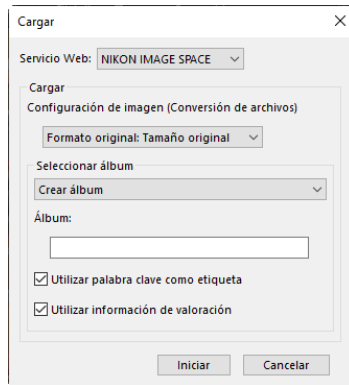 Cargar
Servicio Web: NIKON IMAGE SPACE
Cargar
Configuración de imagen (Conversión de archivos)
Formato original: Tamaño original
Seleccionar álbum
Crear álbum
Álbum:
Utilizar palabra clave como etiqueta
Utilizar información de valoración
Iniciar Cancelar